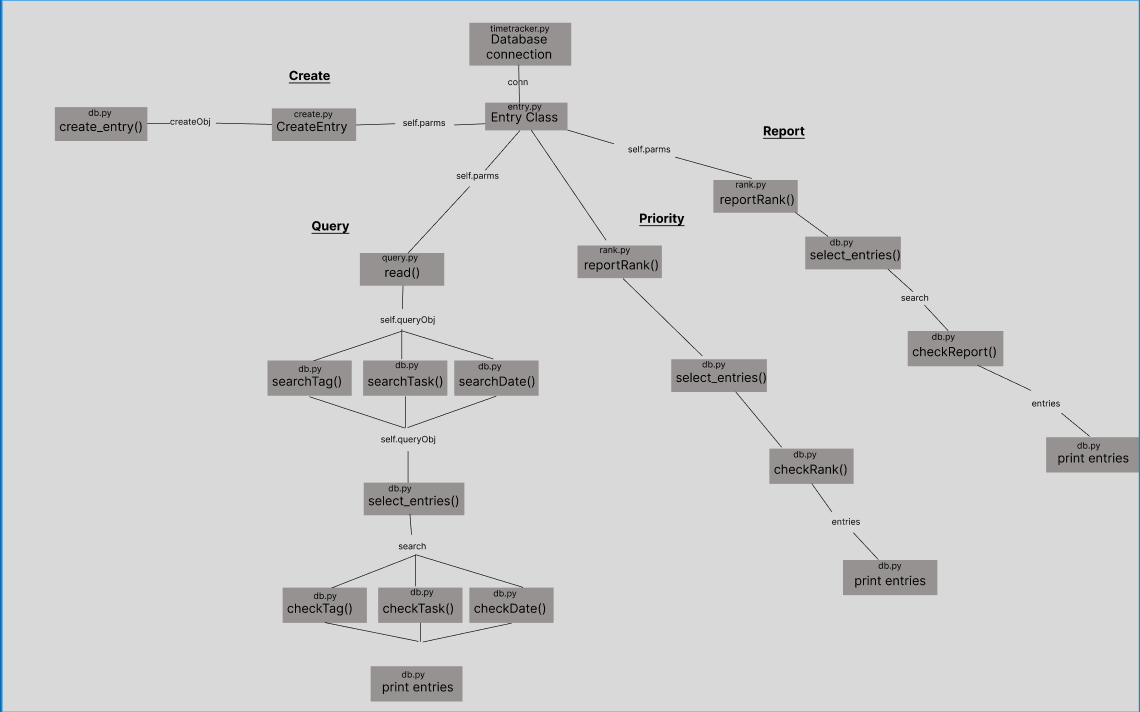 timetracker.py
Database
connection
conn
Create
db.py
create_entry()
createObj
create.py
CreateEntry
self.parms
entry.py
Entry Class
Report
self.parms
self.parms
rank.py
reportRank()
Query
Priority
db.py
select_entries()
rank.py
reportRank()
query.py
read()
search
self.queryObj
db.py
checkReport()
db.py
searchTag()
db.py
searchTask()
db.py
searchDate()
db.py
select_entries()
entries
self.queryObj
db.py
print entries
db.py
checkRank()
db.py
select_entries()
entries
search
db.py
print entries
db.py
checkTag()
db.py
checkTask()
db.py
checkDate()
db.py
print entries